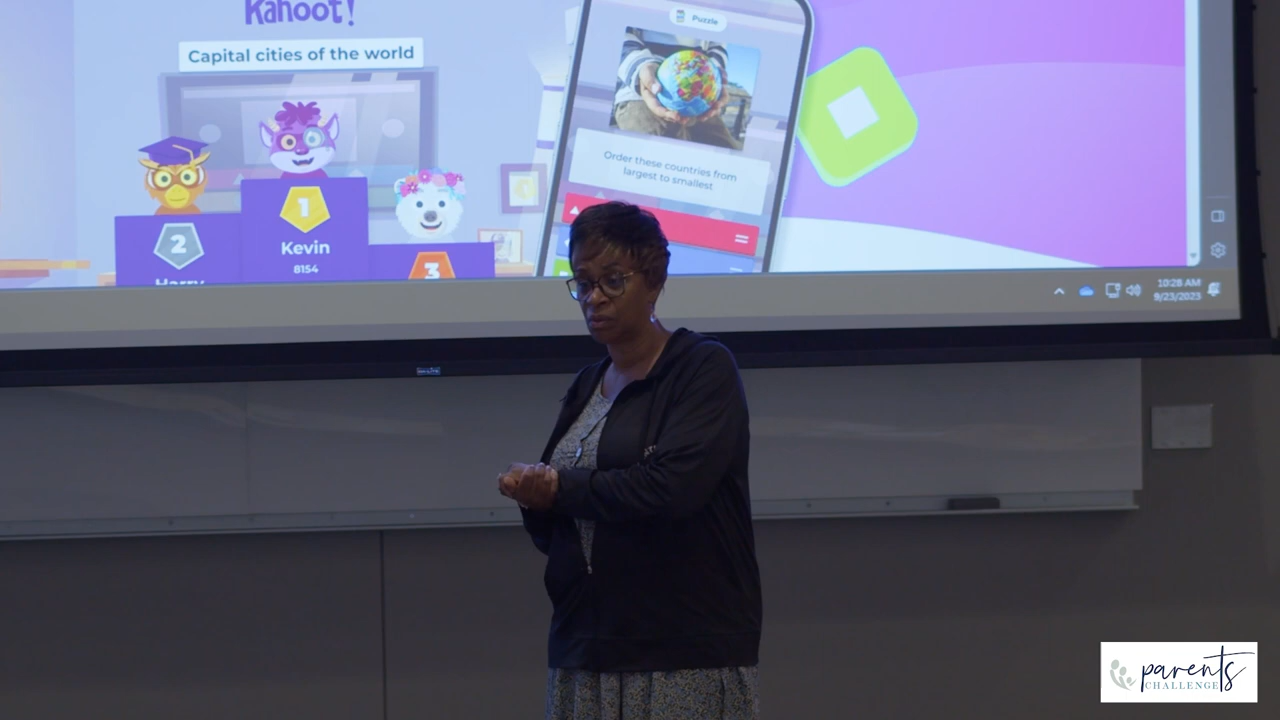 Kahoot!
Capital cities of the world
Puzzle
Order these countries from
largest to smallest
1
Kevin
8154
2
Harry
3
10:28 AM
9/23/2023
parents
CHALLENGE